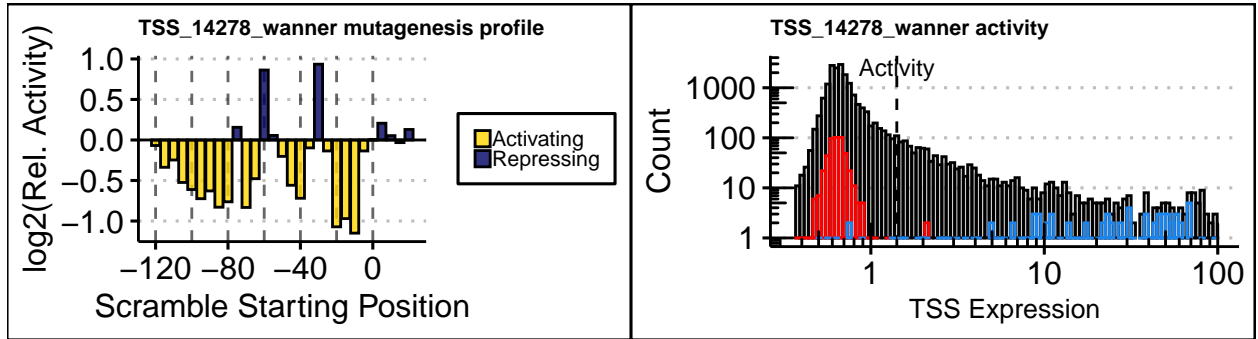 TSS_14278_wanner mutagenesis profile
log2(Rel. Activity)
1.0
0.5
0.0
−0.5
−1.0
−120
−80
−40
0
Scramble Starting Position
Activating
Repressing
TSS_14278_wanner activity
Activity
Count
1000
100
10
1
1
10
100
TSS Expression